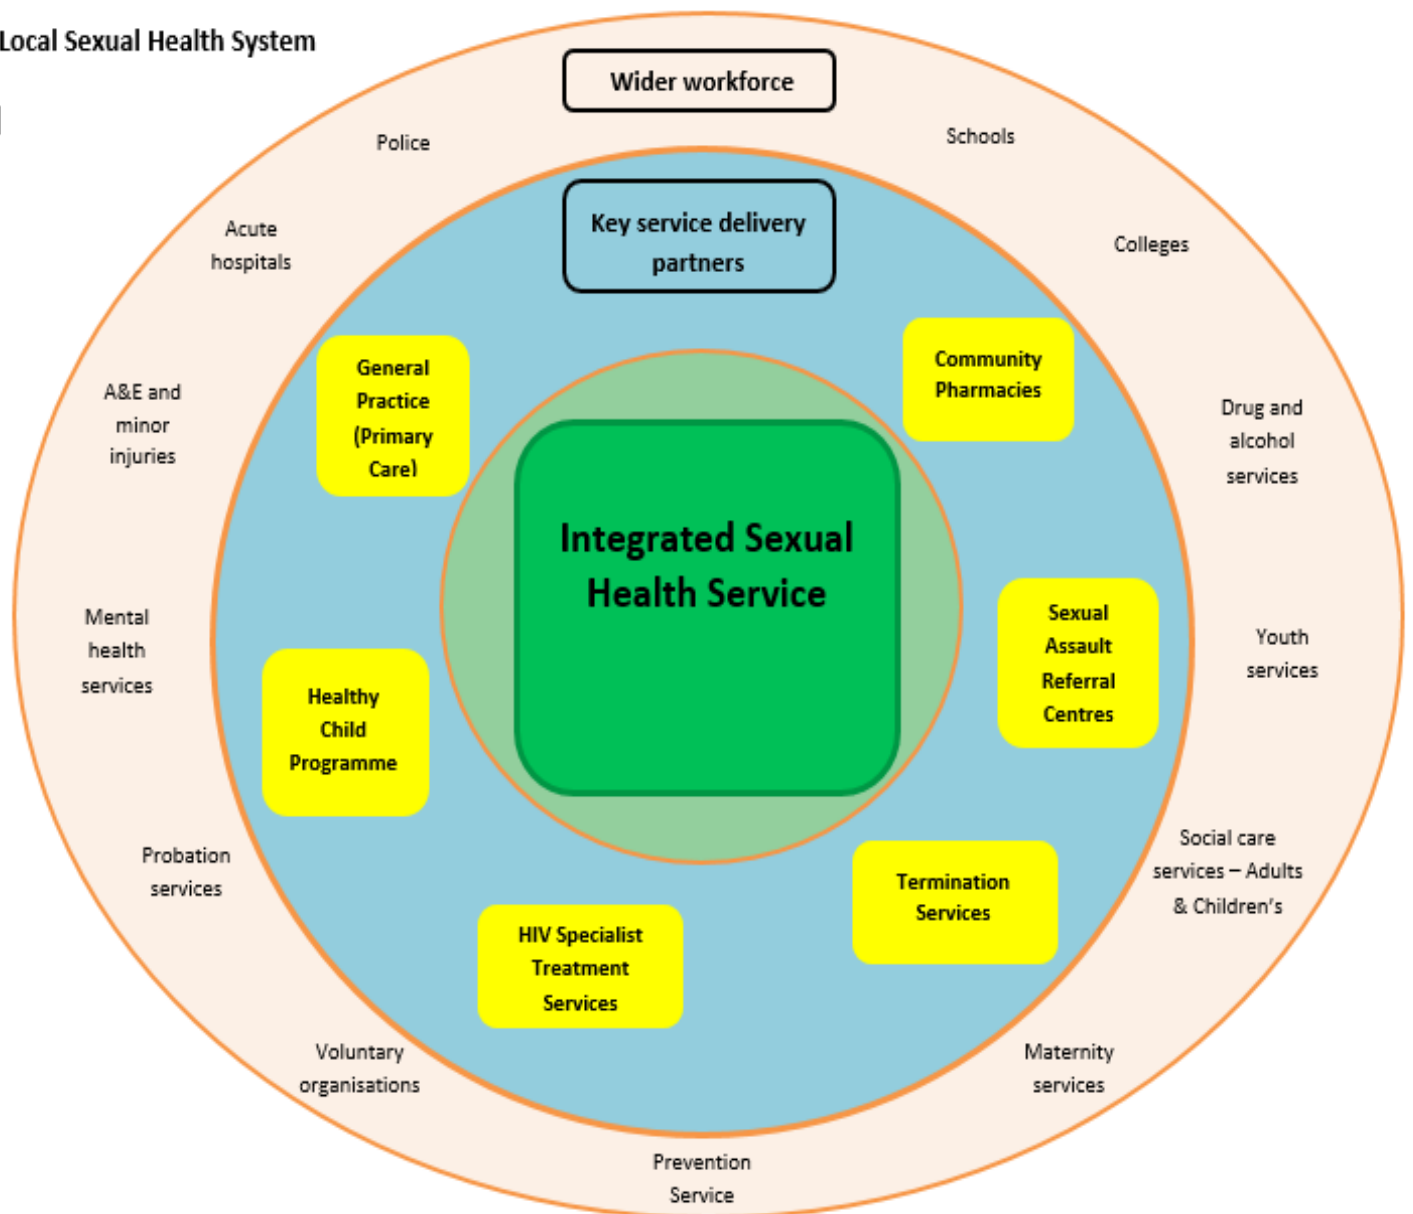 Local Sexual Health System
Wider workforce
Police
Schools
Acute
hospitals
Colleges
Key service delivery
partners
General
Practice
(Primary
Care)
Community
Pharmacies
A&E and
minor
injuries
Drug and
alcohol
services
Integrated Sexual
Health Service
Mental
health
services
Healthy
Child
Programme
Sexual
Assault
Referral
Centres
Youth
services
Probation
services
HIV Specialist
Treatment
Services
Termination
Services
Social care
services – Adults
& Children's
Voluntary
organisations
Maternity
services
Prevention
Service